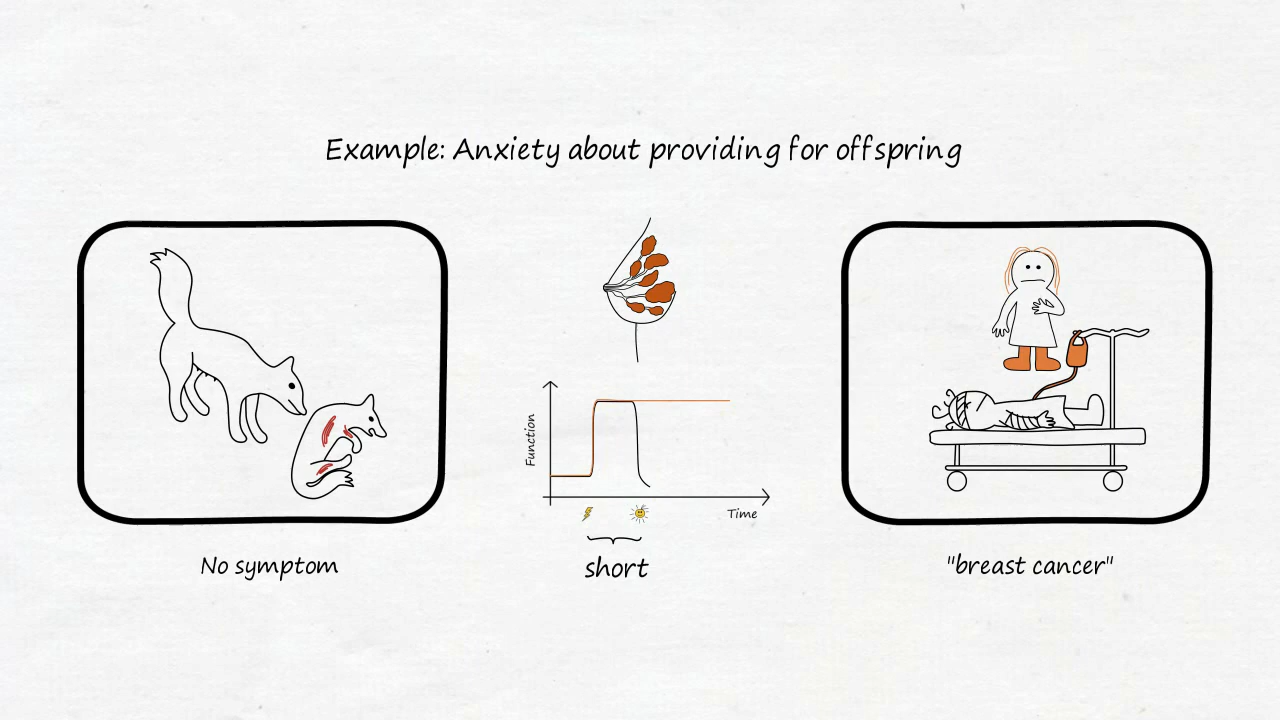 Example: Anxiety about providing for offspring
Function
Time
short
No symptom
"breast cancer"